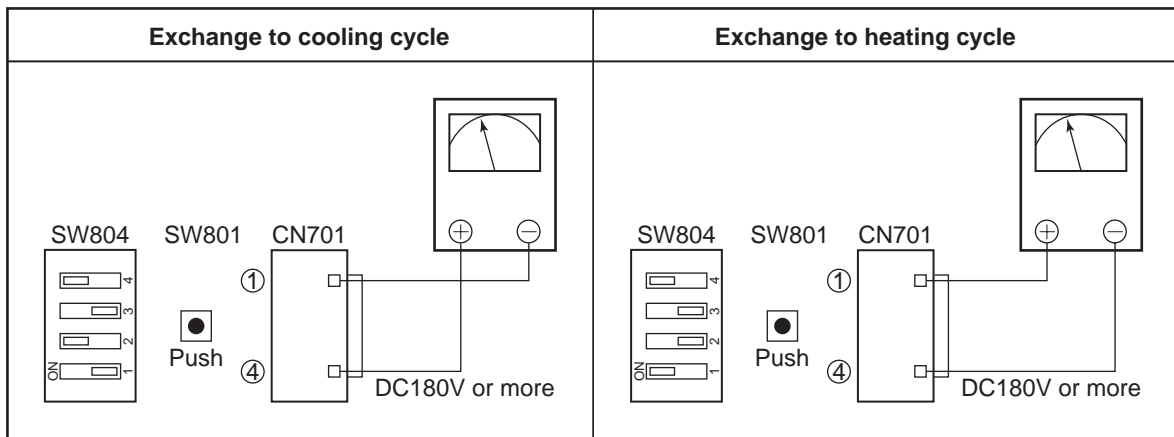 Exchange to cooling cycle
SW804 SW801 CN701
+ −
①
④
4
3
2
1
ON
Push
DC180V or more
Exchange to heating cycle
SW804 SW801 CN701
+ −
①
④
4
3
2
1
ON
Push
DC180V or more